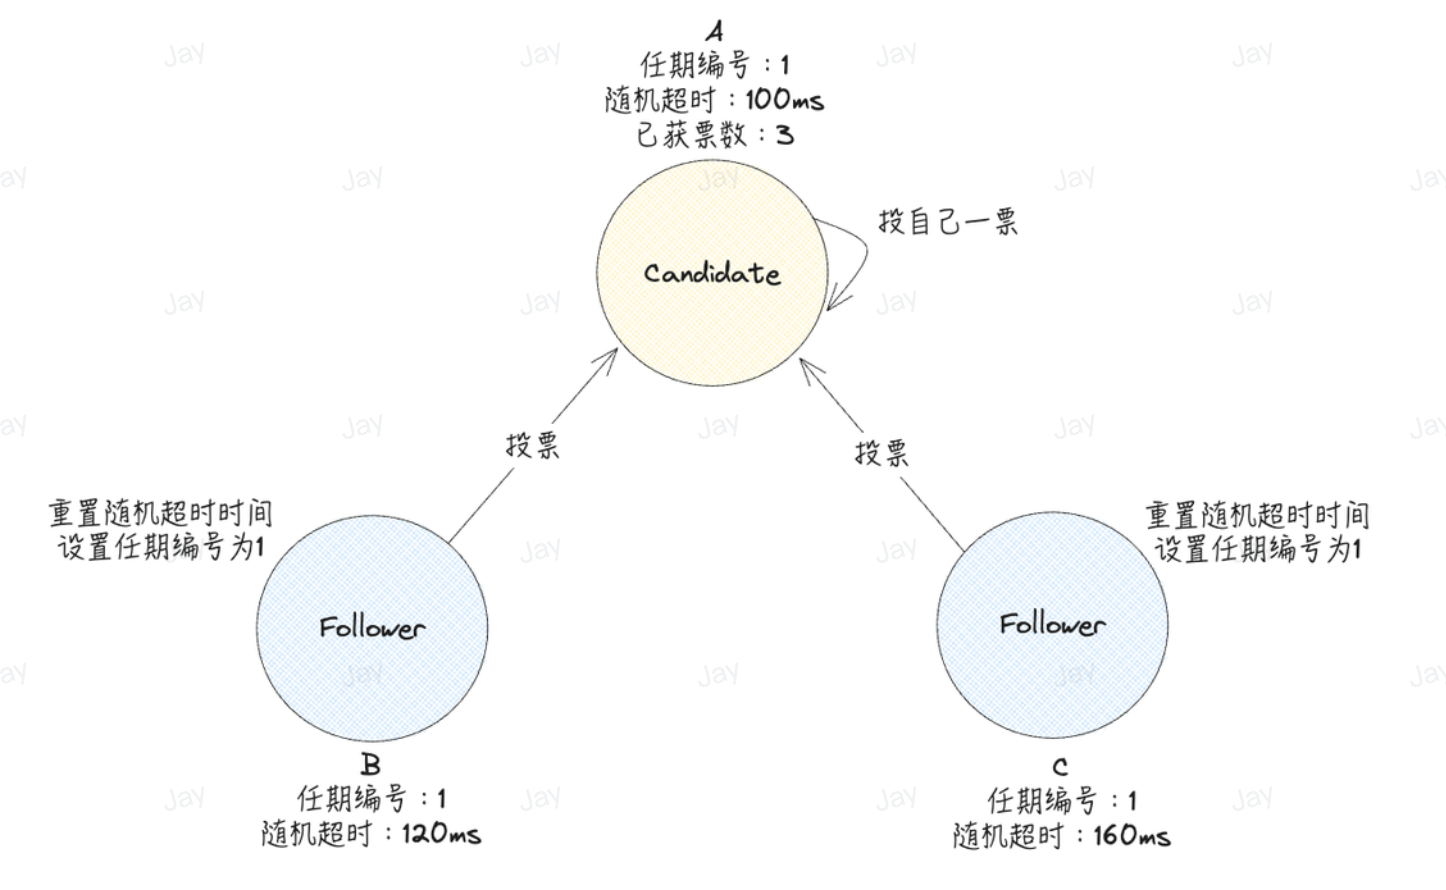 A
任期编号：1
随机超时：100ms
已获票数：3
Candidate
投自己一票
投票
投票
重置随机超时时间
设置任期编号为1
Follower
B
任期编号：1
随机超时：120ms
重置随机超时时间
设置任期编号为1
Follower
C
任期编号：1
随机超时：160ms
Jay